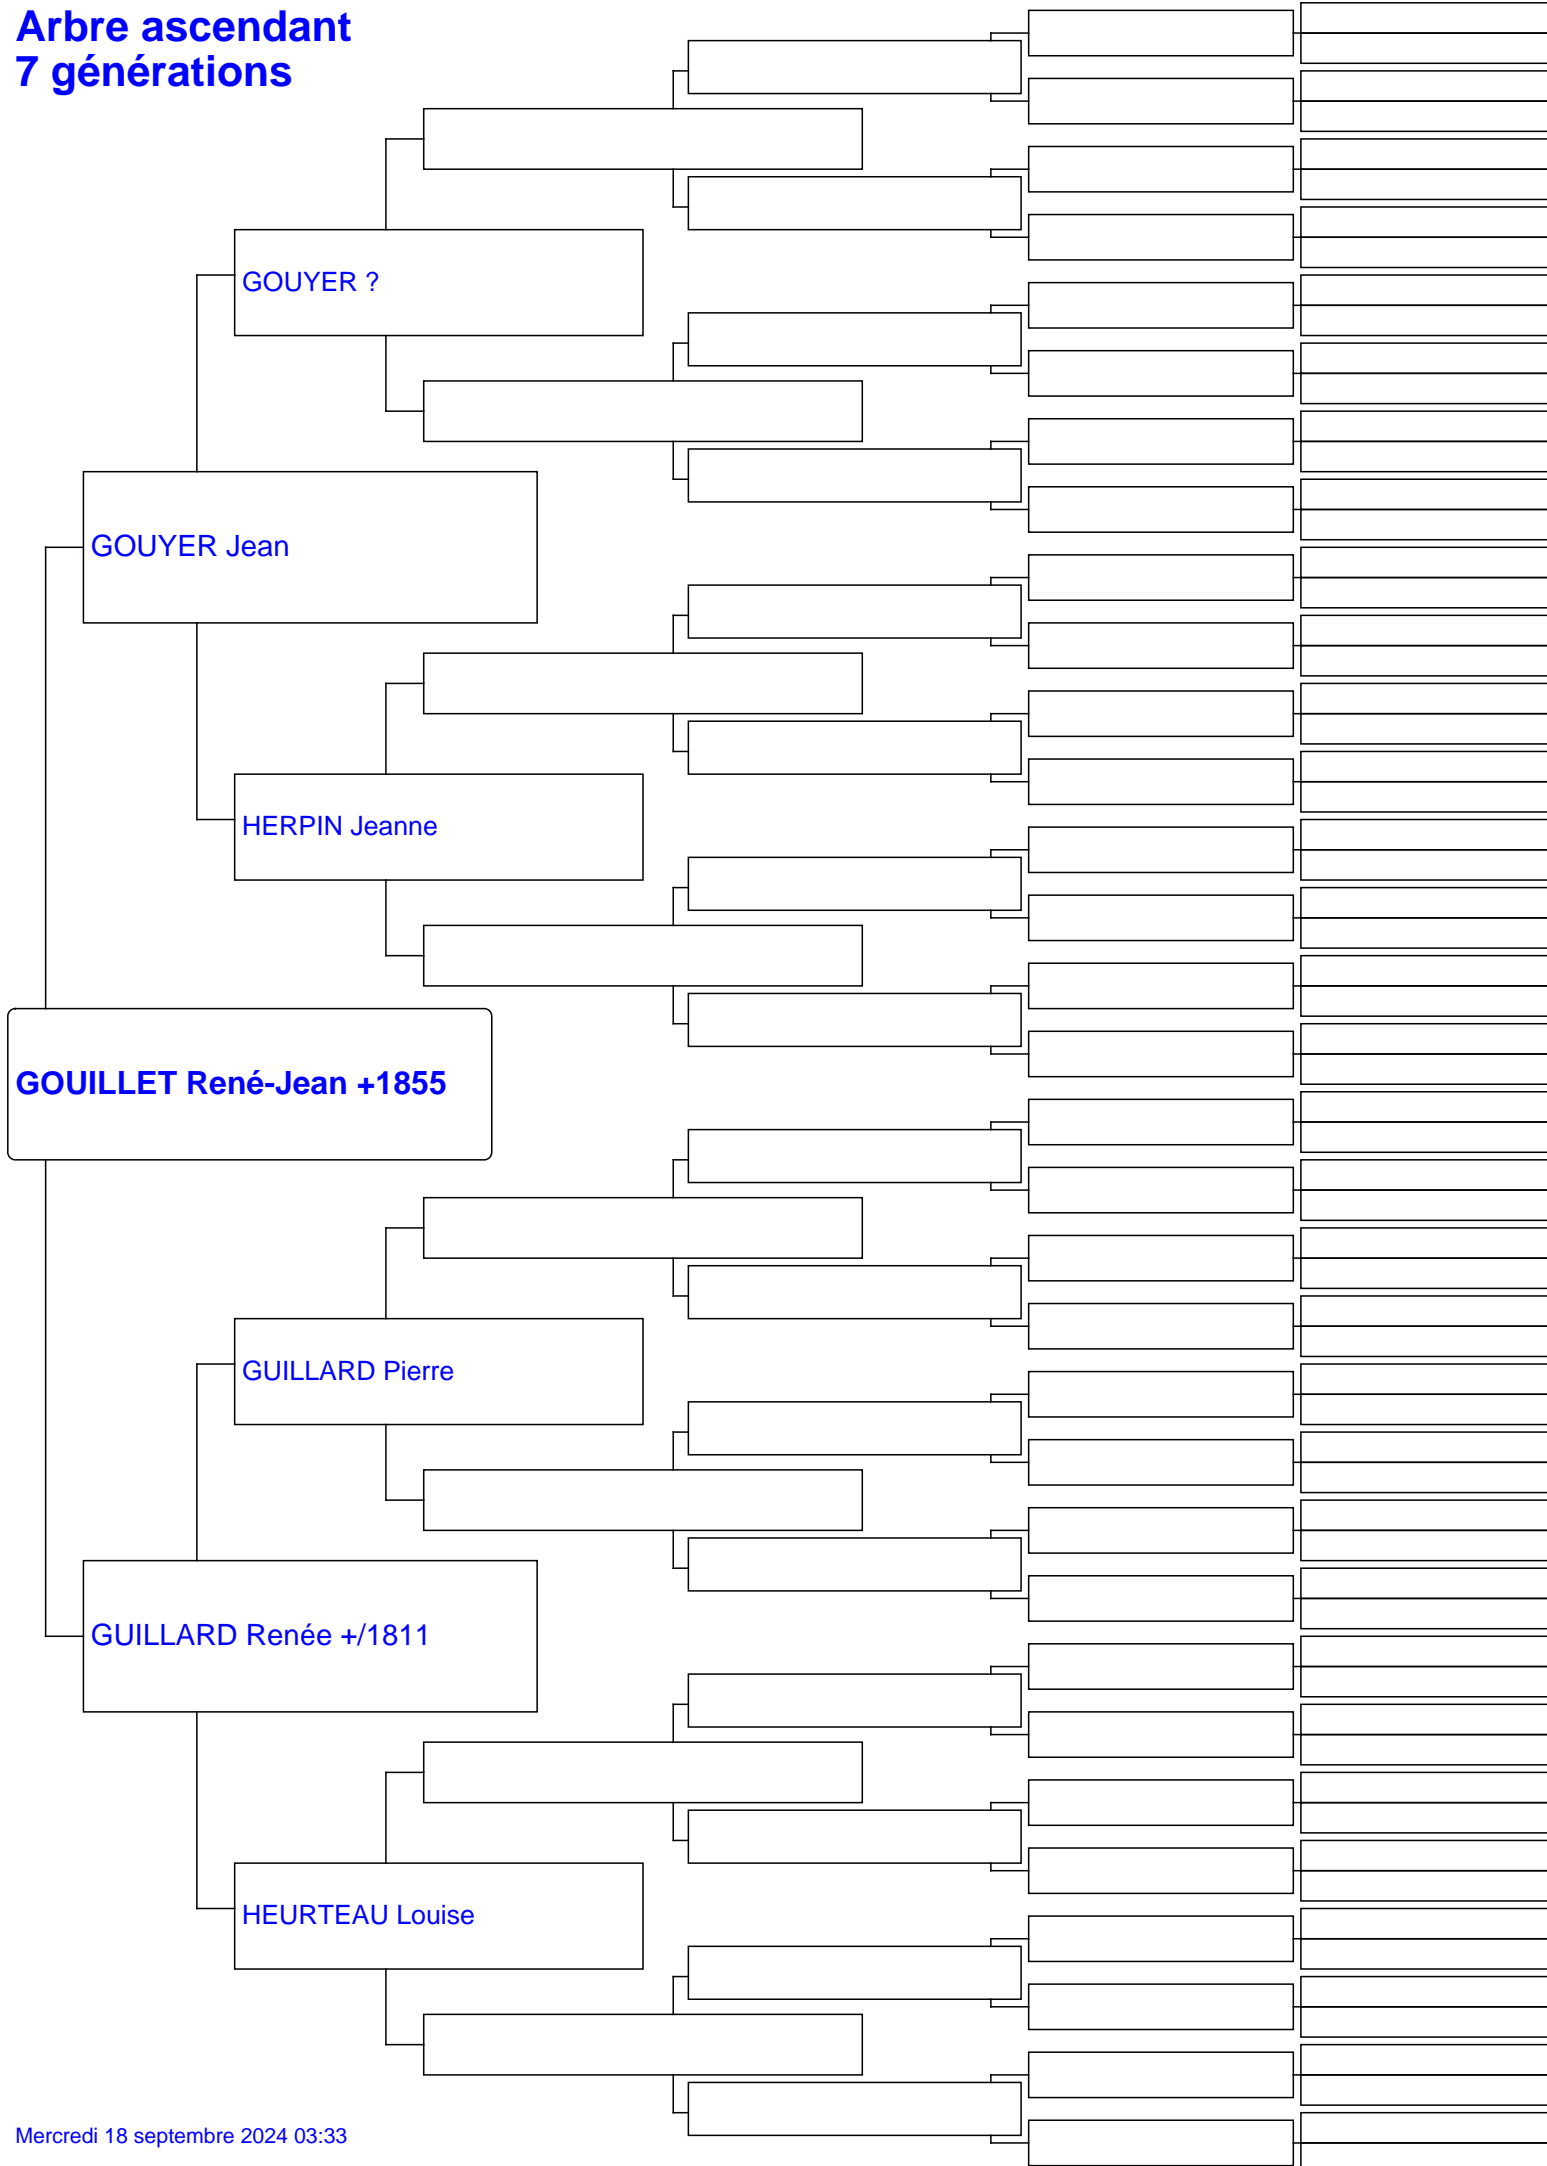 Arbre ascendant
7 générations
GOUYER ?
GOUYER Jean
HERPIN Jeanne
GOUILLET René-Jean +1855
GUILLARD Pierre
GUILLARD Renée +/1811
HEURTEAU Louise
Mercredi 18 septembre 2024 03:33